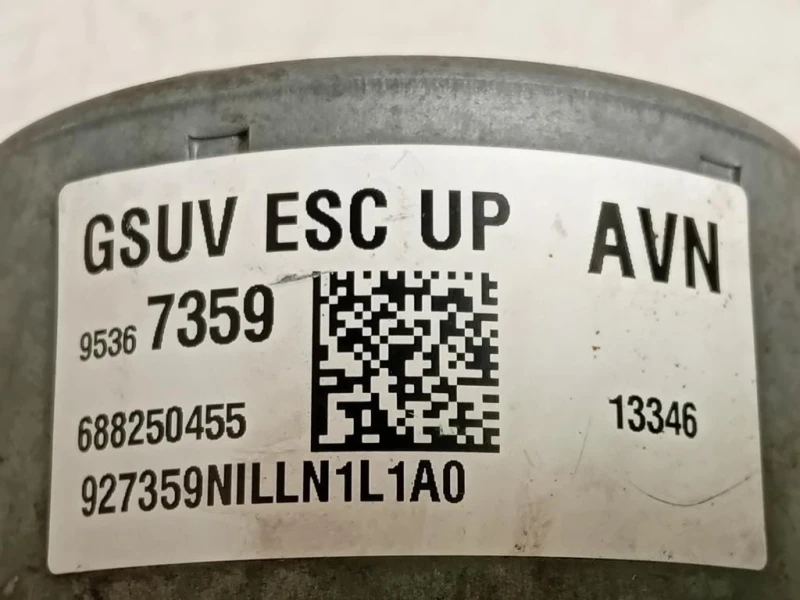 GSUV ESC UP AVN
9536 7359
688250455 13346
927359NILLN1L1A0